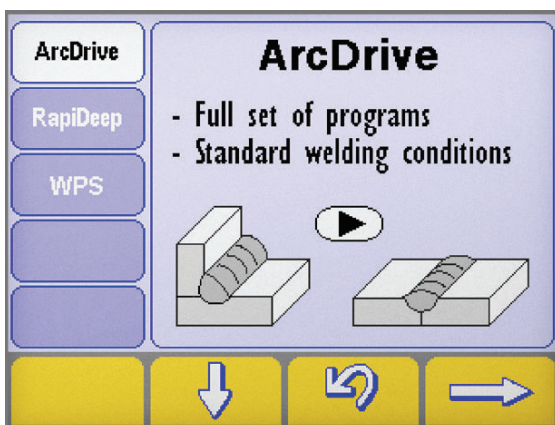 ArcDrive
RapiDeep
WPS
ArcDrive
- Full set of programs
- Standard welding conditions